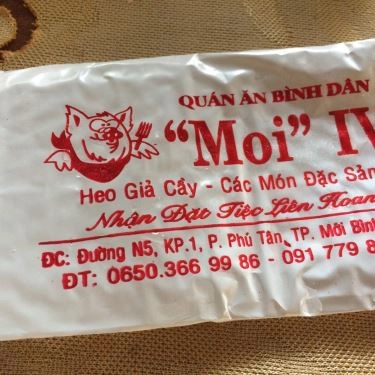 QUÁN ĂN BÌNH DÂN
“Moi” IV
Heo Giả Cầy - Các Món Đặc Sản
Nhận Đặt Tiệc Liên Hoan
ĐC: Đường N5, KP.1, P. Phú Tân, TP. Mới Bình
ĐT: 0650.366 99 86 - 091 779 8